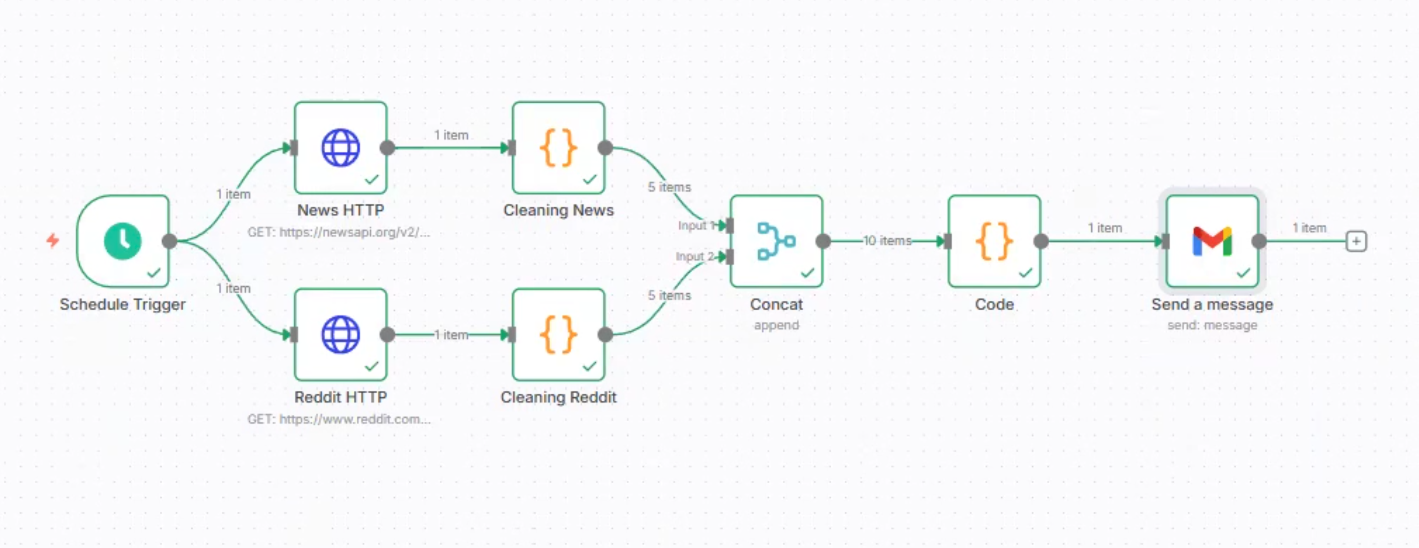 1 item
News HTTP
GET: https://newsapi.org/v2/...
1 item
Cleaning News
5 items
Schedule Trigger
1 item
Reddit HTTP
GET: https://www.reddit.com...
1 item
Cleaning Reddit
5 items
Input 1
Input 2
Concat
append
10 items
Code
1 item
Send a message
send: message
1 item